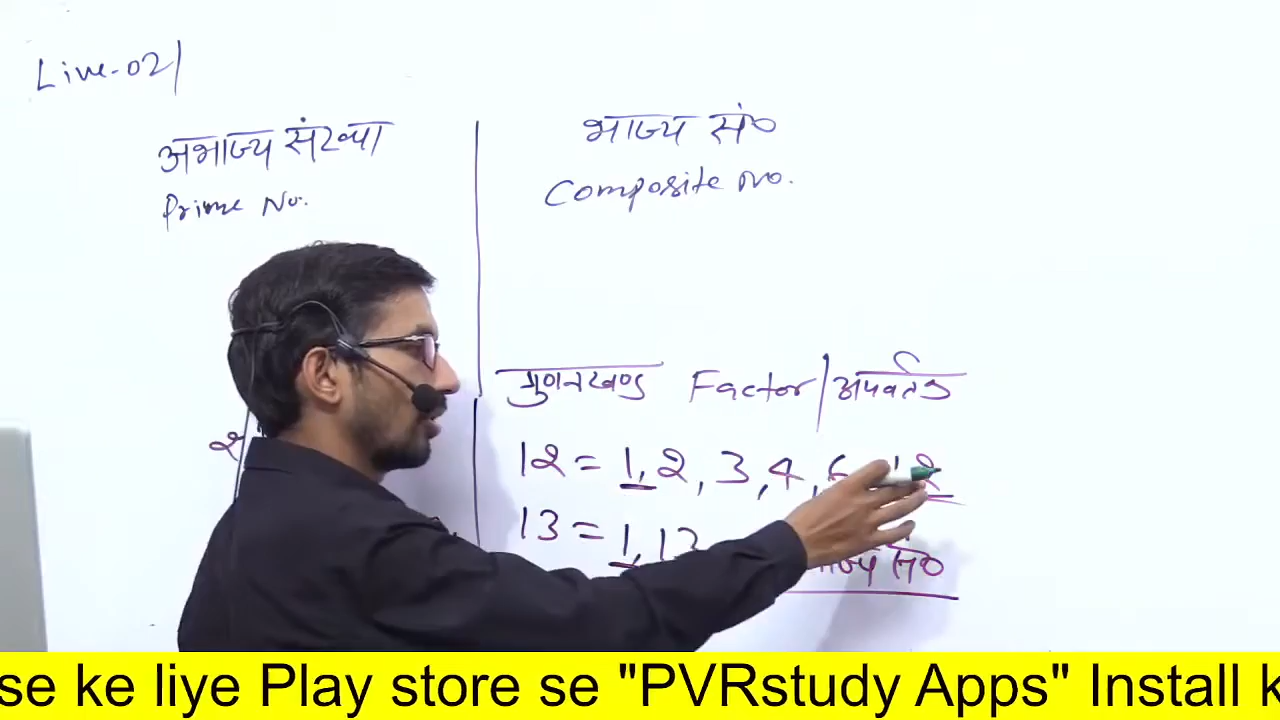 Live-02
अभाज्य संख्या
Prime No.
भाज्य सं०
Composite No.
गुणनखण्ड Factor/अपवर्तक
12 = 1, 2, 3, 4, 6, 12
13 = 1, 13
se ke liye Play store se "PVRstudy Apps" Install k